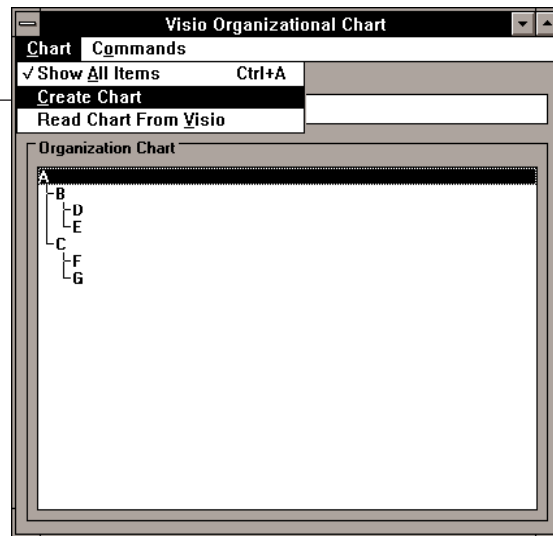 Visio Organizational Chart
Chart Commands
✓ Show All Items Ctrl+A
Create Chart
Read Chart From Visio
Organization Chart
A
B
D
E
C
F
G